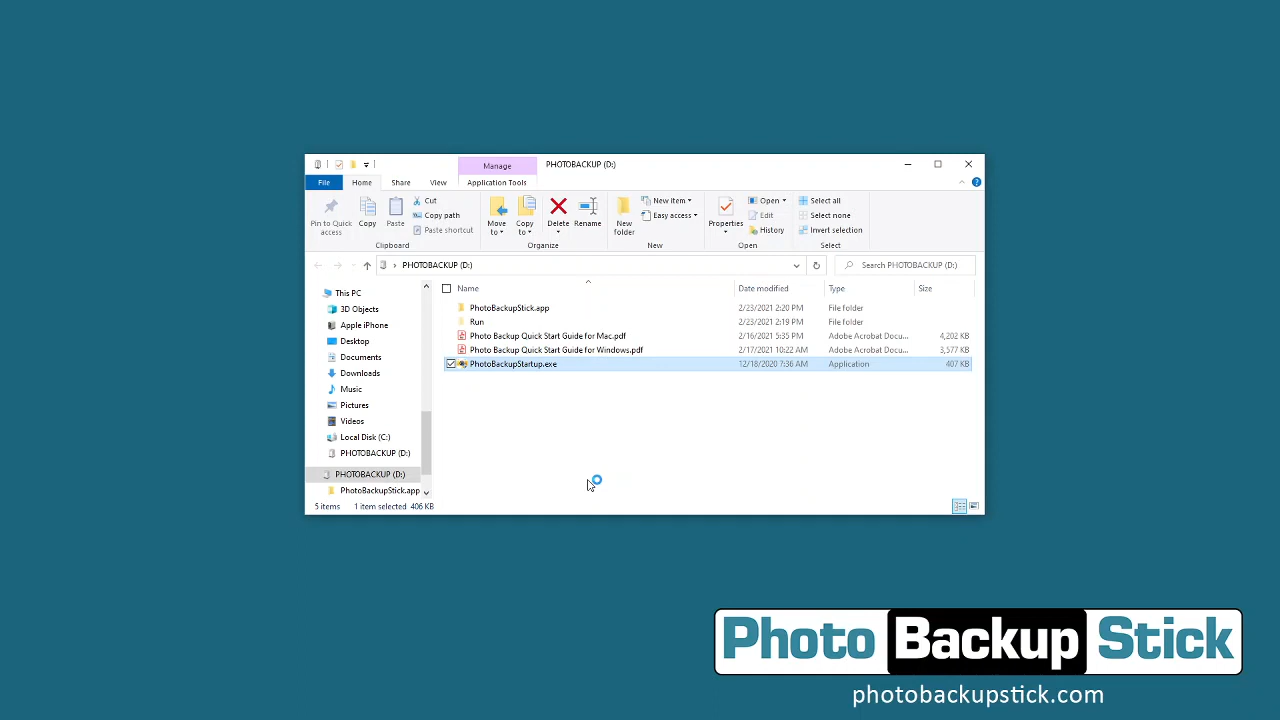 Manage PHOTOBACKUP (D:)
File Home Share View Application Tools
Pin to Quick access
Copy
Paste
Cut
Copy path
Paste shortcut
Clipboard
Move to
Copy to
Delete
Rename
Organize
New folder
New item
Easy access
New
Properties
Open
Edit
History
Open
Select all
Select none
Invert selection
Select
PHOTOBACKUP (D:)
Search PHOTOBACKUP (D:)
This PC
3D Objects
Apple iPhone
Desktop
Documents
Downloads
Music
Pictures
Videos
Local Disk (C:)
PHOTOBACKUP (D:)
PHOTOBACKUP (D:)
PhotoBackupStick.app
Name Date modified Type Size
PhotoBackupStick.app 2/23/2021 2:20 PM File folder
Run 2/23/2021 2:19 PM File folder
Photo Backup Quick Start Guide for Mac.pdf 2/16/2021 5:35 PM Adobe Acrobat Docu... 4,202 KB
Photo Backup Quick Start Guide for Windows.pdf 2/17/2021 10:22 AM Adobe Acrobat Docu... 3,577 KB
PhotoBackupStartup.exe 12/18/2020 7:36 AM Application 407 KB
5 items 1 item selected 406 KB
Photo Backup Stick
photobackupstick.com